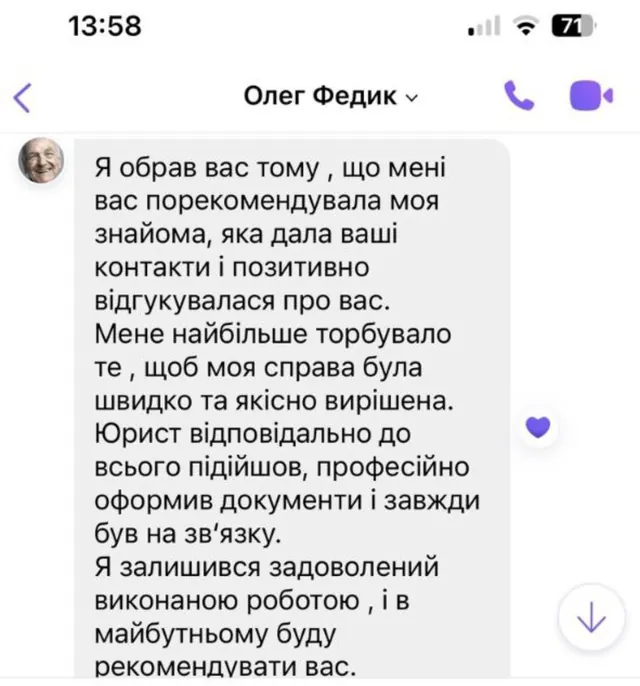 13:58
71
Олег Федик
Я обрав вас тому , що мені
вас порекомендувала моя
знайома, яка дала ваші
контакти і позитивно
відгукувалася про вас.
Мене найбільше торбувало
те , щоб моя справа була
швидко та якісно вирішена.
Юрист відповідально до
всього підійшов, професійно
оформив документи і завжди
був на зв‘язку.
Я залишився задоволений
виконаною роботою , і в
майбутньому буду
рекомендувати вас.